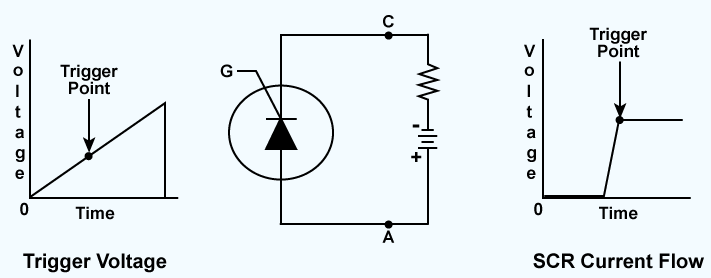 Voltage
Trigger
Point
0
Time
Trigger Voltage
C
G
-
+
A
Voltage
Trigger
Point
0
Time
SCR Current Flow